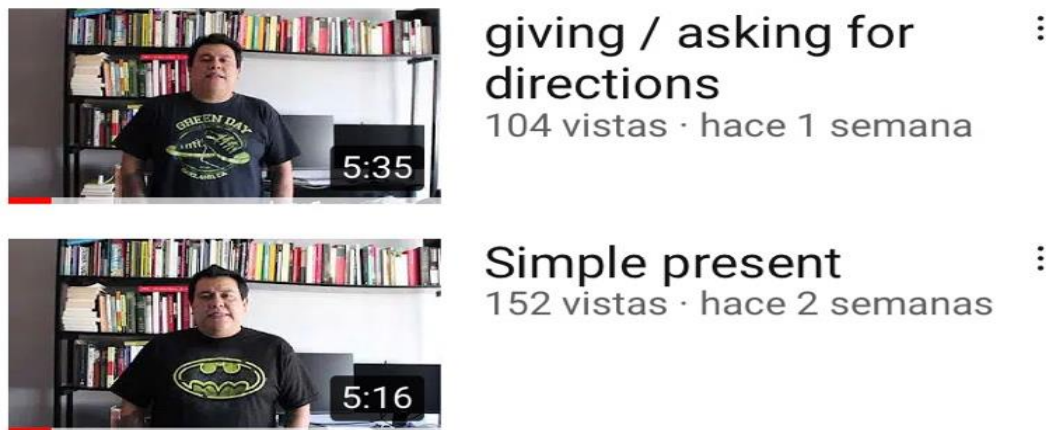 giving / asking for
directions
104 vistas · hace 1 semana
GREEN DAY
5:35
Simple present
152 vistas · hace 2 semanas
5:16